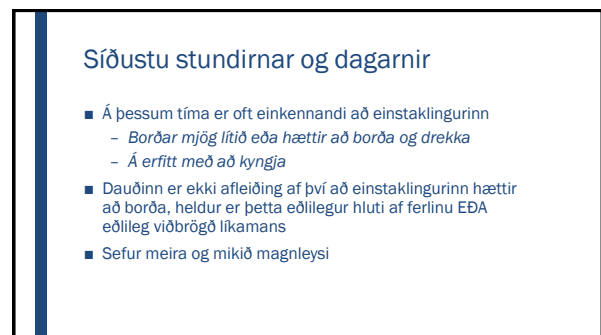 Síðustu stundirnar og dagarnir
■ Á þessum tíma er oft einkennandi að einstaklingurinn
– Borðar mjög lítið eða hættir að borða og drekka
– Á erfitt með að kyngja
■ Dauðinn er ekki afleiðing af því að einstaklingurinn hættir
að borða, heldur er þetta eðlilegur hluti af ferlinu EÐA
eðlileg viðbrögð líkamans
■ Sefur meira og mikið magnleysi